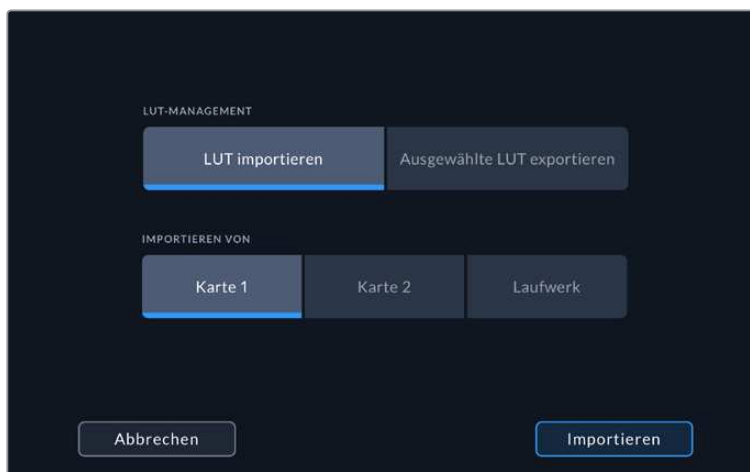 LUT-MANAGEMENT
LUT importieren
Ausgewählte LUT exportieren
IMPORTIEREN VON
Karte 1
Karte 2
Laufwerk
Abbrechen
Importieren